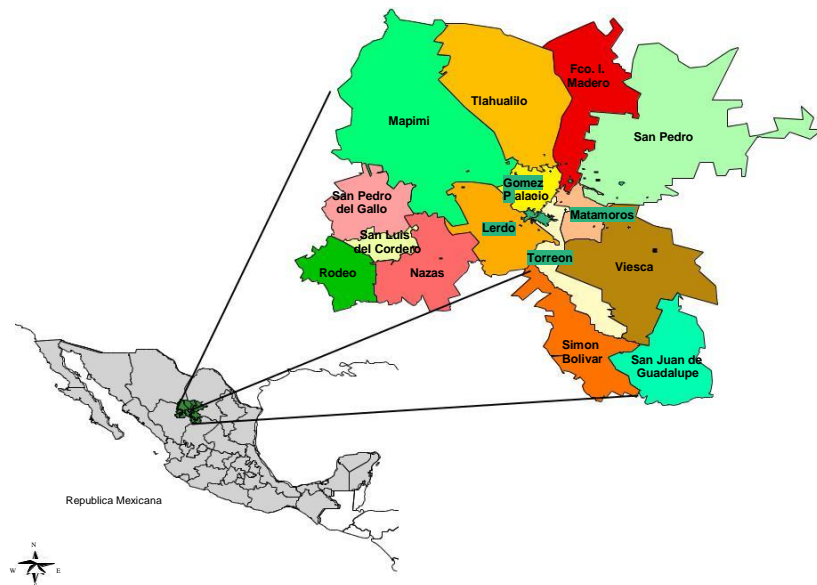 Fco. I.
Madero
Tlahualilo
Mapimi
San Pedro
Gomez
Palacio
San Pedro
del Gallo
Matamoros
Lerdo
San Luis
del Cordero
Torreon
Viesca
Rodeo
Nazas
Simon
Bolivar
San Juan de
Guadalupe
Republica Mexicana
N
W E
S